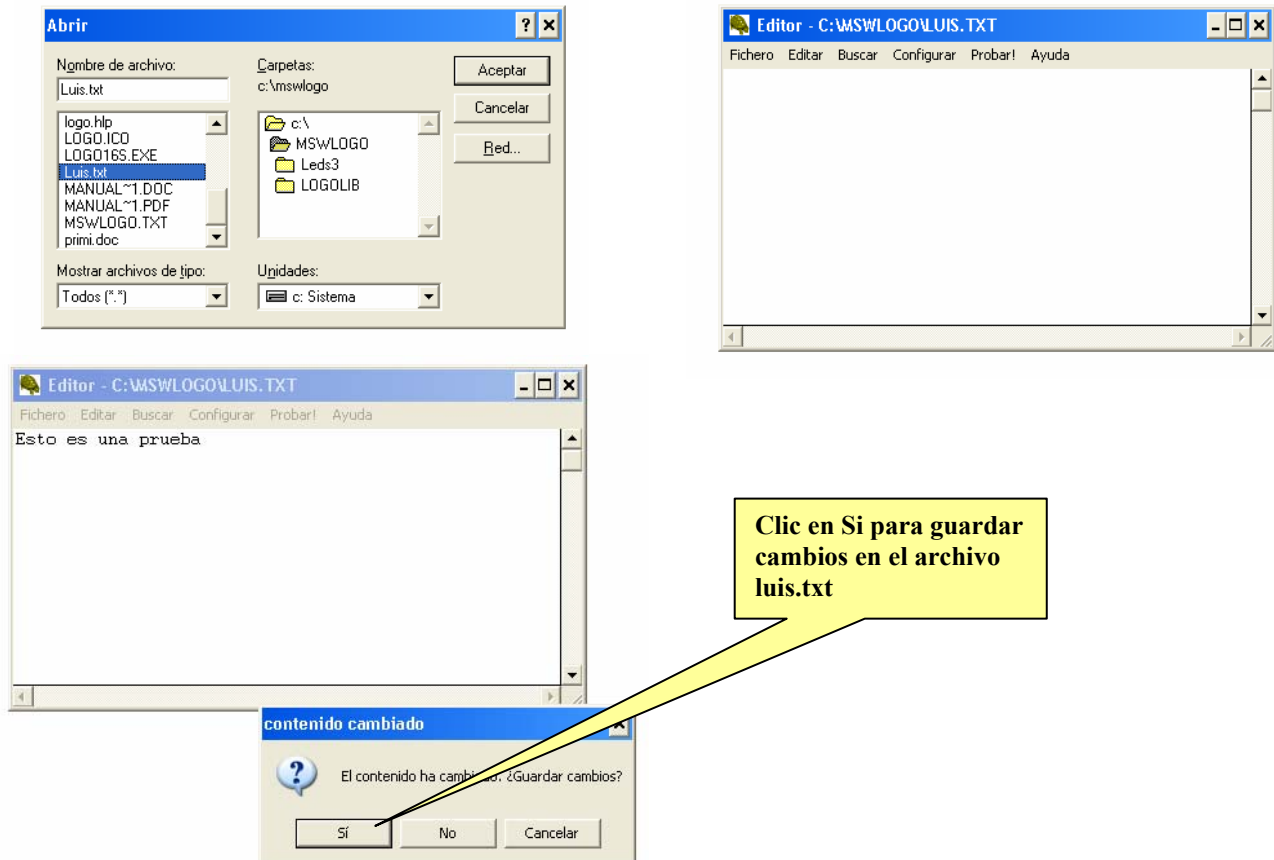 Abrir
Nombre de archivo:
Luis.txt
logo.hlp
LOGO.ICO
LOGO16S.EXE
Luis.txt
MANUAL~1.DOC
MANUAL~1.PDF
MSWLOGO.TXT
primi.doc
Mostrar archivos de tipo:
Todos (*.*)
Carpetas:
c:\mswlogo
c:\
MSWLOGO
Leds3
LOGOLIB
Unidades:
c: Sistema
Aceptar
Cancelar
Red...
Editor - C:\MSWLOGO\LUIS.TXT
Fichero Editar Buscar Configurar Probar! Ayuda
Editor - C:\MSWLOGO\LUIS.TXT
Fichero Editar Buscar Configurar Probar! Ayuda
Esto es una prueba
Clic en Si para guardar
cambios en el archivo
luis.txt
contenido cambiado
El contenido ha cambiado. ¿Guardar cambios?
Sí No Cancelar